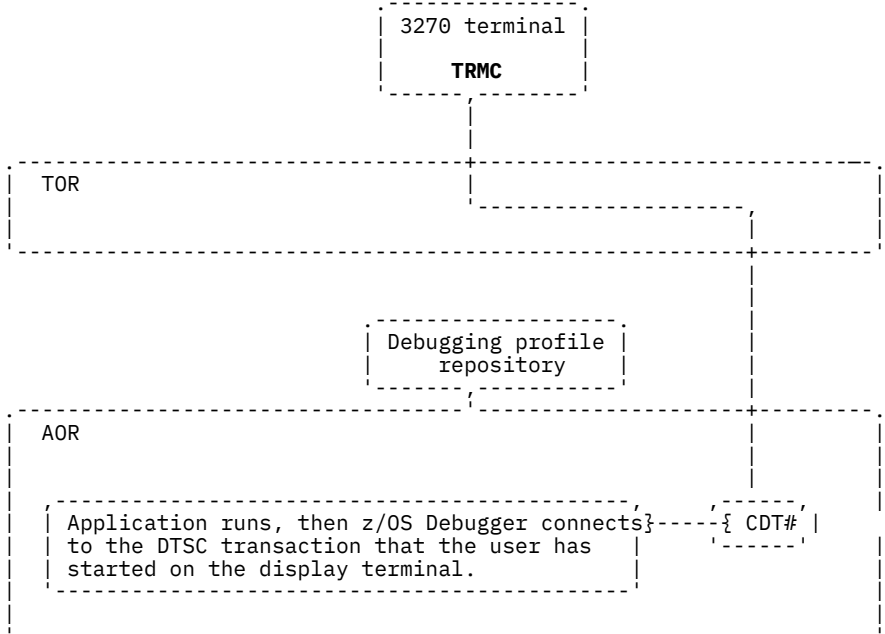 3270 terminal
TRMC
TOR
Debugging profile
repository
AOR
Application runs, then z/OS Debugger connects
CDT#
to the DTSC transaction that the user has
started on the display terminal.